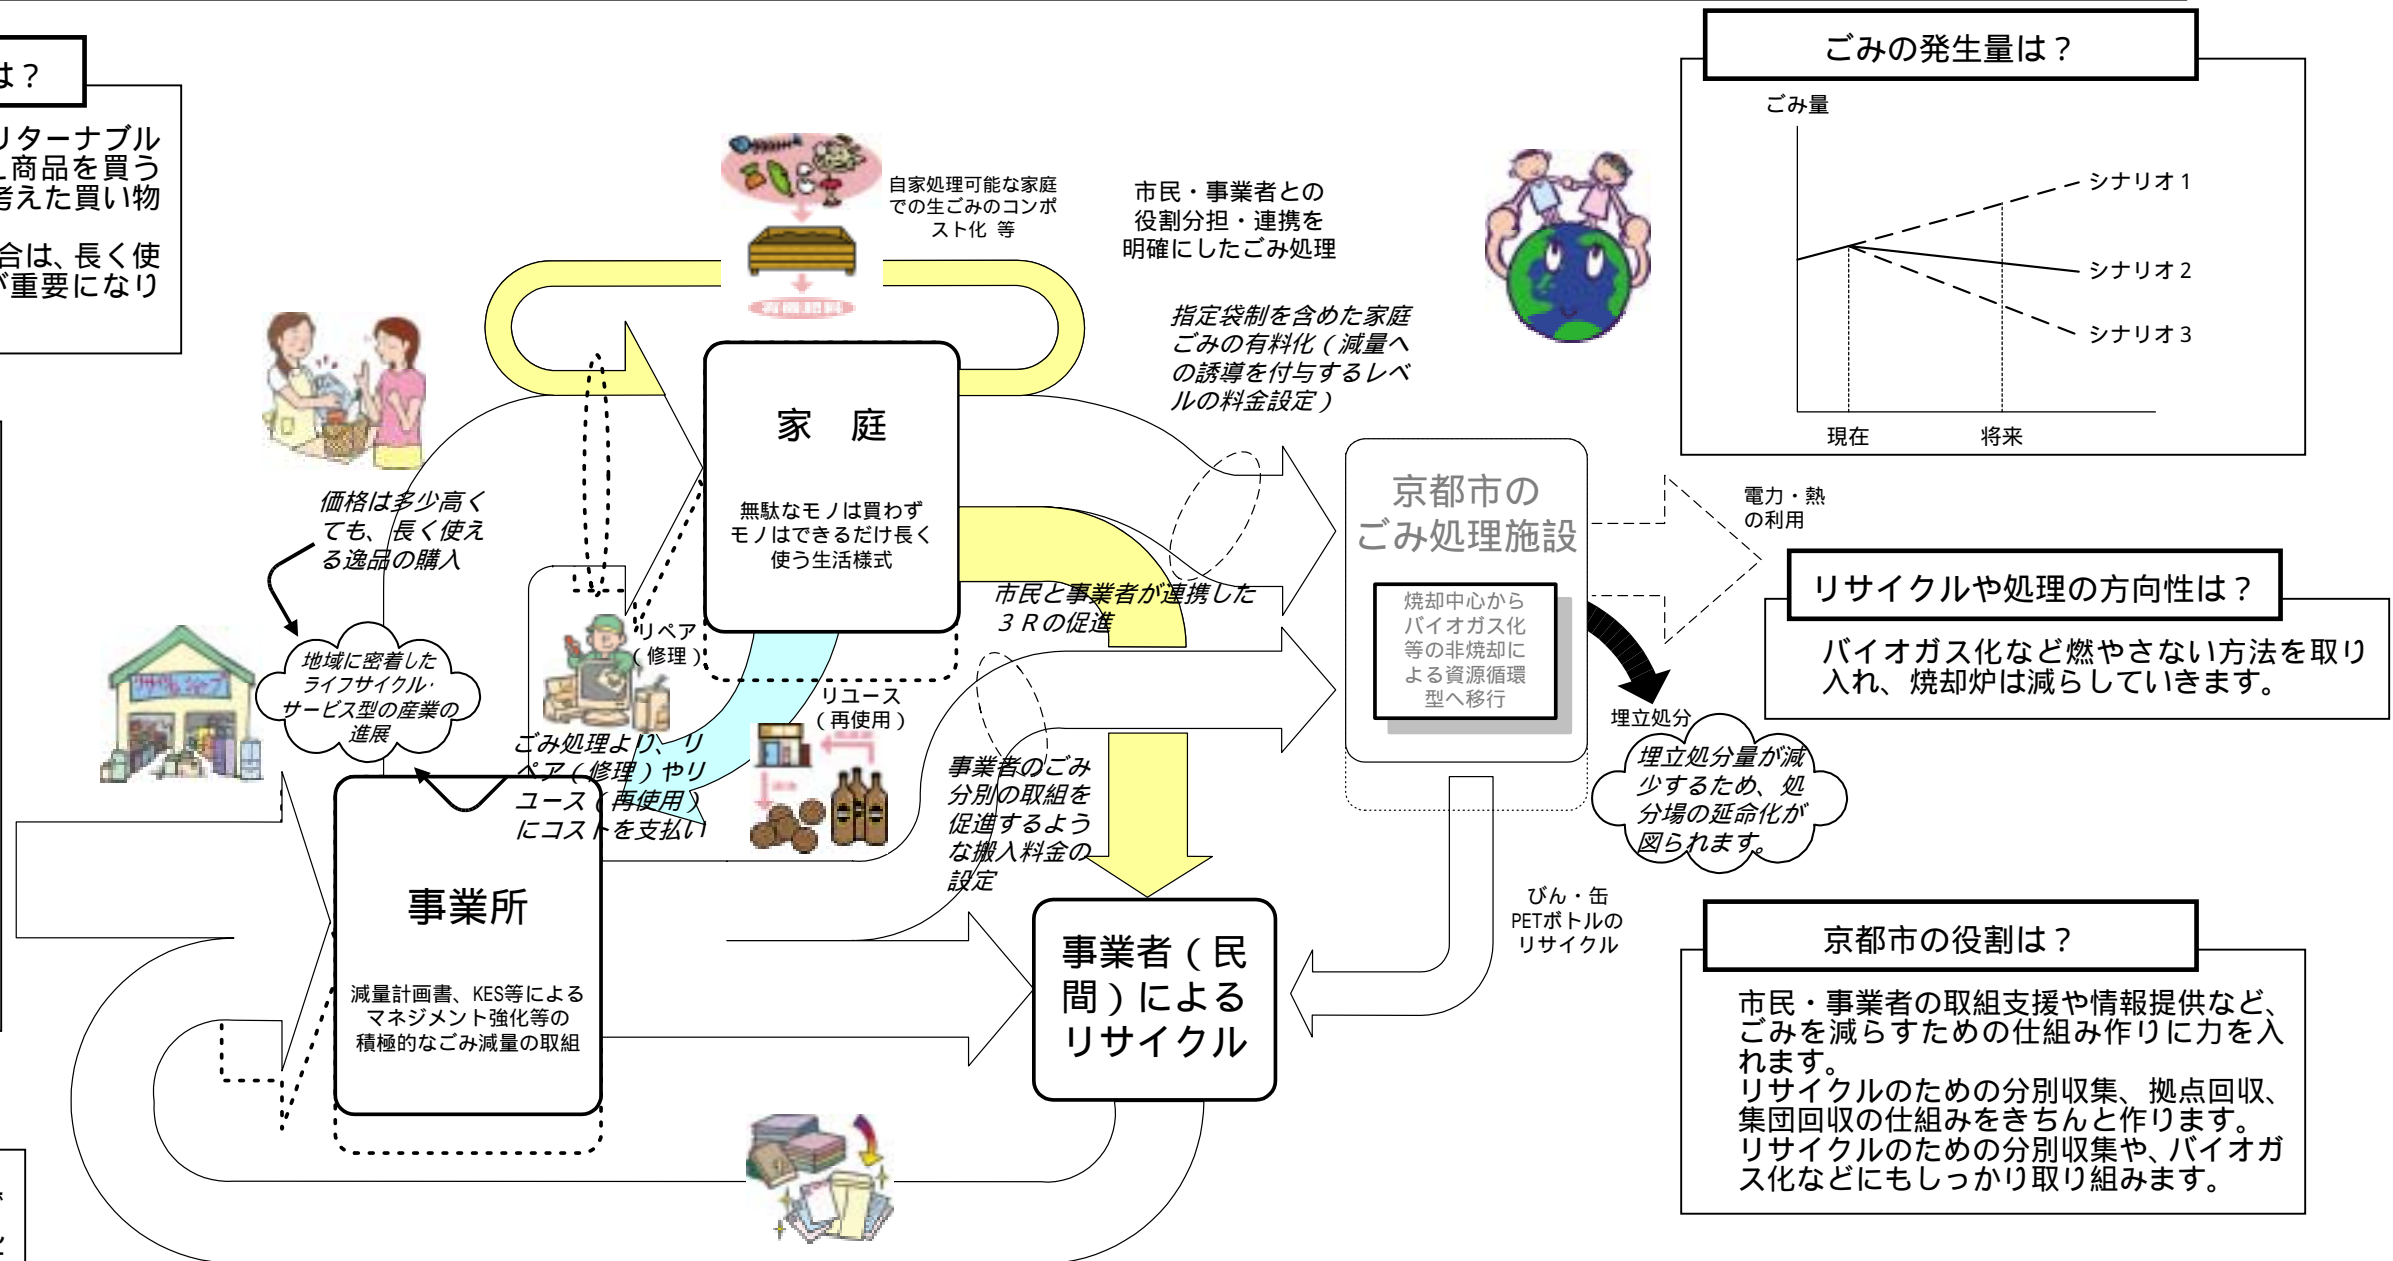 は？
リターナブル
商品を買う
考えた買い物
合は、長く使
が重要になり
自家処理可能な家庭
での生ごみのコンポ
スト化 等
市民・事業者との
役割分担・連携を
明確にしたごみ処理
指定袋制を含めた家庭
ごみの有料化（減量へ
の誘導を付与するレベ
ルの料金設定）
ごみの発生量は？
ごみ量
シナリオ1
シナリオ2
シナリオ3
現在
将来
価格は多少高く
ても、長く使え
る逸品の購入
家 庭
無駄なモノは買わず
モノはできるだけ長く
使う生活様式
京都市の
ごみ処理施設
焼却中心から
バイオガス化
等の非焼却に
よる資源循環
型へ移行
電力・熱
の利用
リサイクルや処理の方向性は？
バイオガス化など燃やさない方法を取り
入れ、焼却炉は減らしていきます。
市民と事業者が連携した
３Rの促進
リペア
（修理）
リユース
（再使用）
リサイクルショップ
地域に密着した
ライフサイクル・
サービス型の産業の
進展
ごみ処理より、リ
ペア（修理）やリ
ユース（再使用）
にコストを支払い
事業者のごみ
分別の取組を
促進するよう
な搬入料金の
設定
埋立処分
埋立処分量が減
少するため、処
分場の延命化が
図られます。
事業所
減量計画書、KES等による
マネジメント強化等の
積極的なごみ減量の取組
事業者（民
間）による
リサイクル
びん・缶
PETボトルの
リサイクル
京都市の役割は？
市民・事業者の取組支援や情報提供など、
ごみを減らすための仕組み作りに力を入
れます。
リサイクルのための分別収集、拠点回収、
集団回収の仕組みをきちんと作ります。
リサイクルのための分別収集や、バイオガ
ス化などにもしっかり取り組みます。